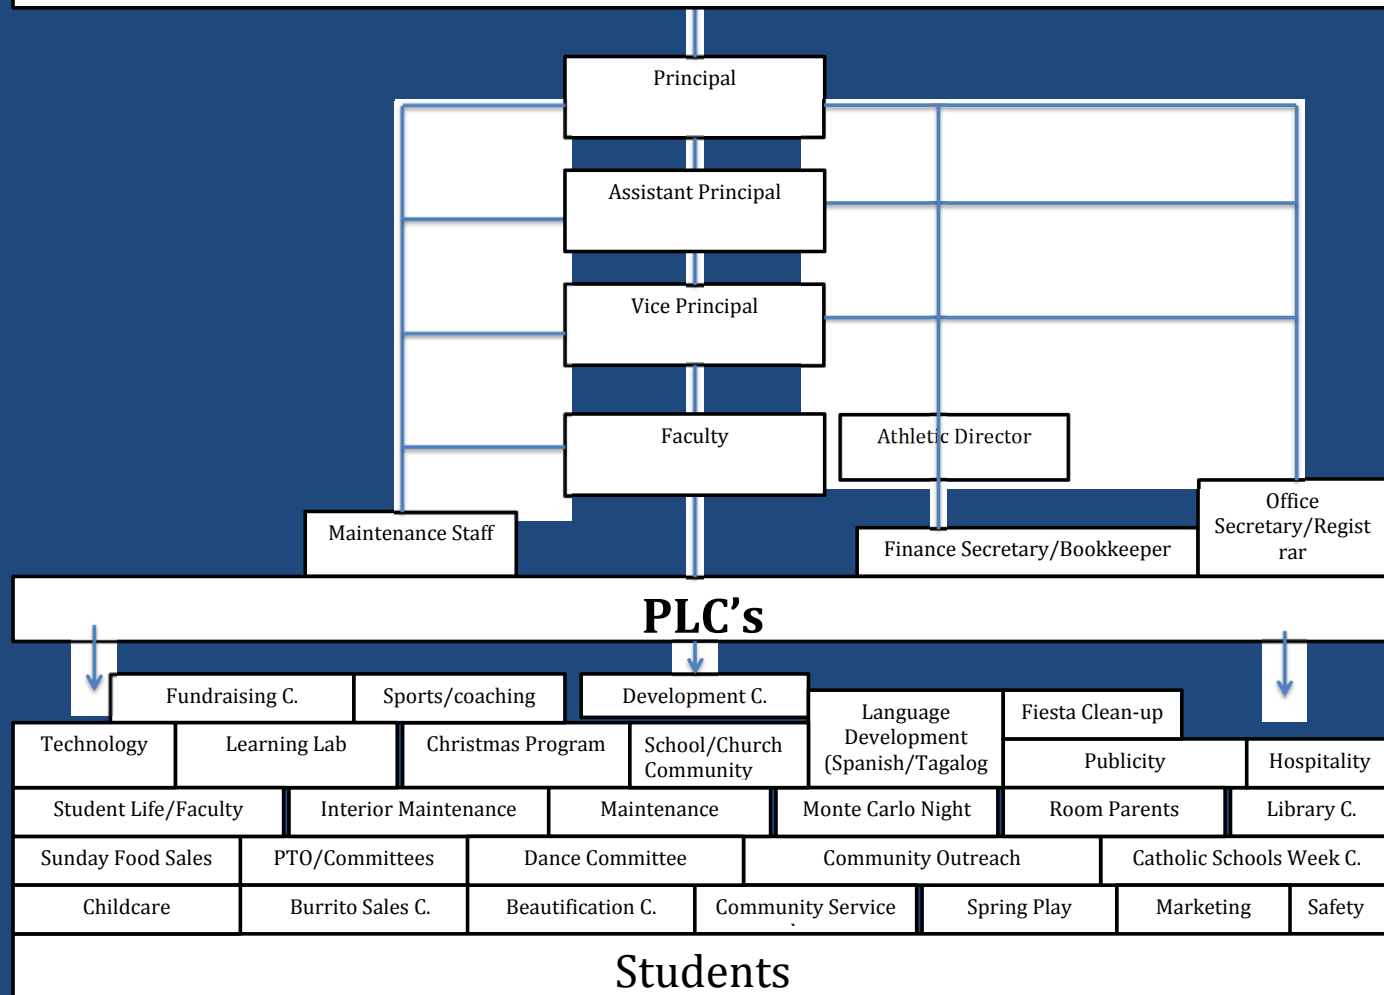 Principal
Assistant Principal
Vice Principal
Faculty
Athletic Director
Maintenance Staff
Finance Secretary/Bookkeeper
Office
Secretary/Regist
rar
PLC's
Fundraising C.
Sports/coaching
Development C.
Language
Development
(Spanish/Tagalog
Fiesta Clean-up
Technology
Learning Lab
Christmas Program
School/Church
Community
Publicity
Hospitality
Student Life/Faculty
Interior Maintenance
Maintenance
Monte Carlo Night
Room Parents
Library C.
Sunday Food Sales
PTO/Committees
Dance Committee
Community Outreach
Catholic Schools Week C.
Childcare
Burrito Sales C.
Beautification C.
Community Service
Spring Play
Marketing
Safety
Students